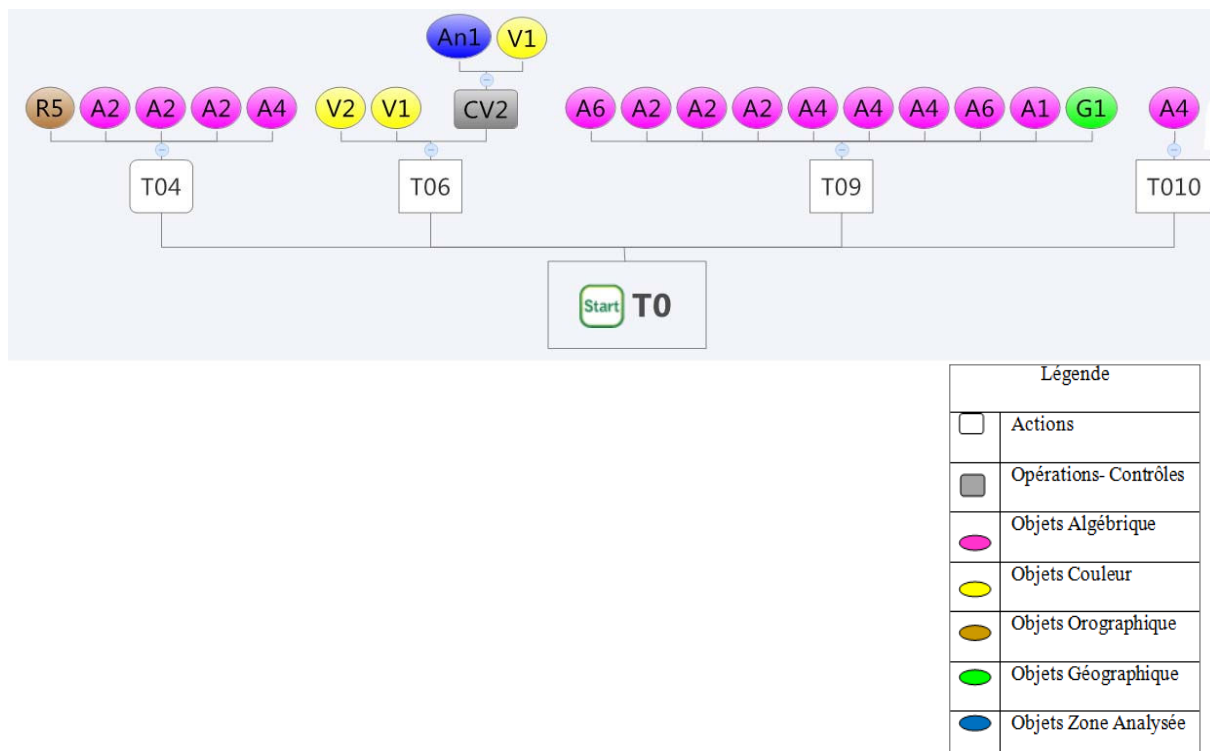 An1 V1
R5 A2 A2 A2 A4 V2 V1 CV2 A6 A2 A2 A2 A4 A4 A4 A6 A1 G1 A4
T04 T06 T09 T010
Start T0
Légende
Actions
Opérations- Contrôles
Objets Algébrique
Objets Couleur
Objets Orographique
Objets Géographique
Objets Zone Analysée